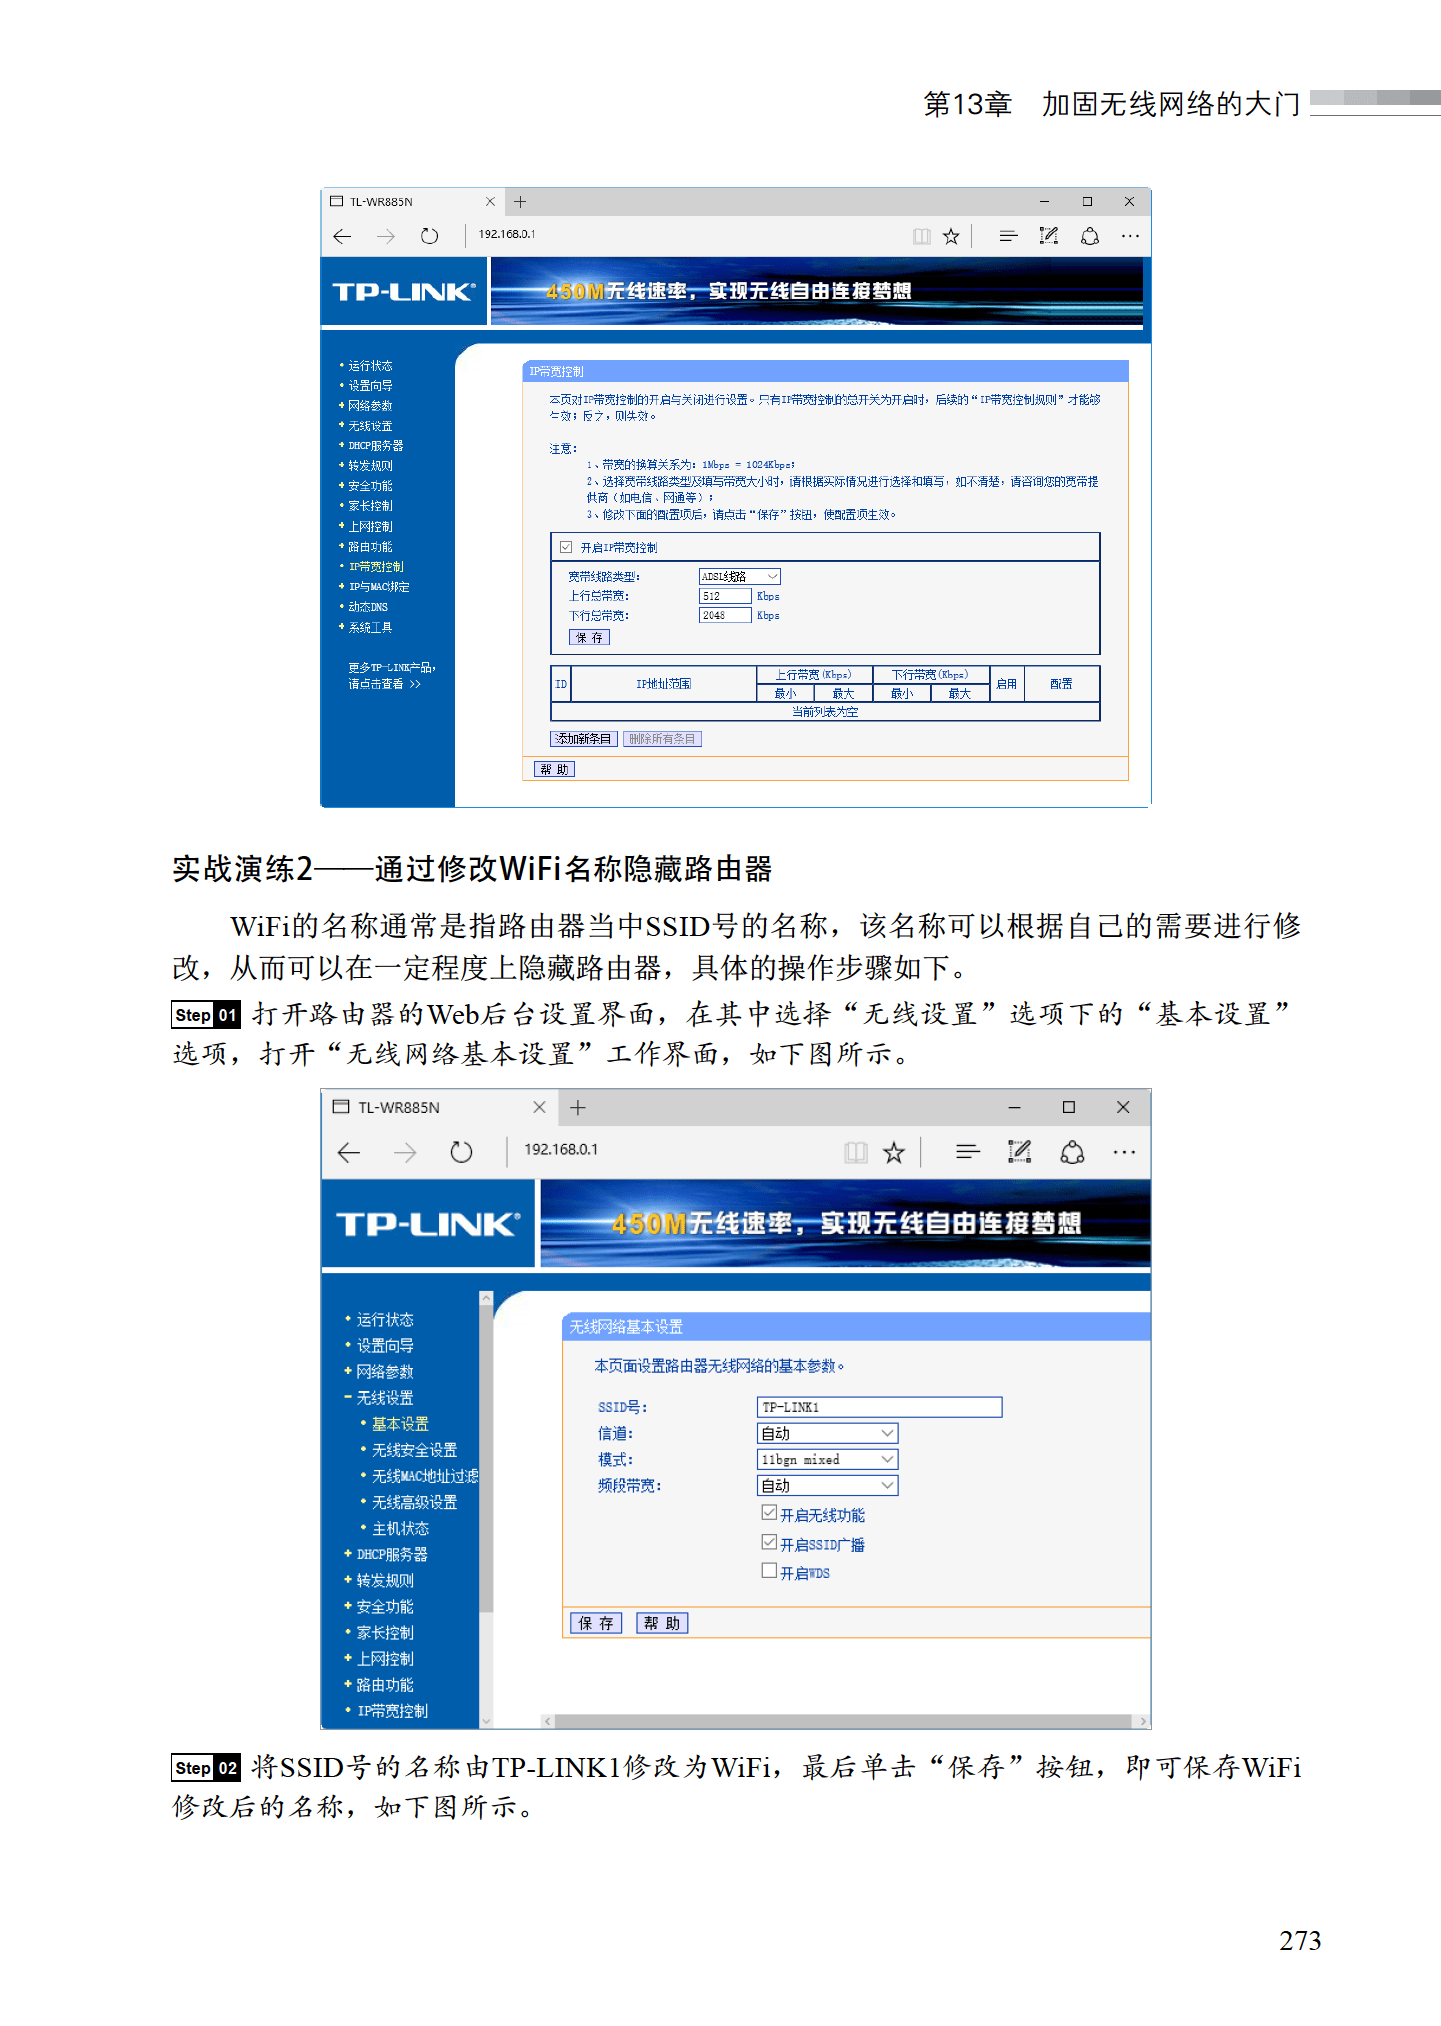 第13章 加固无线网络的大门
TL-WR885N
192.168.0.1
TP-LINK
450M无线速率，实现无线自由连接梦想
运行状态
设置向导
网络参数
无线设置
DHCP服务器
转发规则
安全功能
家长控制
上网控制
路由功能
IP带宽控制
IP与MAC绑定
动态DNS
系统工具
更多TP-LINK产品，
请点击查看 >>
IP带宽控制
本页对IP带宽控制的开启与关闭进行设置。只有IP带宽控制的总开关为开启时，后续的“IP带宽控制规则”才能够
生效；反之，则失效。
注意：
1、带宽的换算关系为：1Mbps = 1024Kbps；
2、选择宽带线路类型及填写带宽大小时，请根据实际情况进行选择和填写，如不清楚，请咨询您的宽带提
供商（如电信、网通等）；
3、修改下面的配置项后，请点击“保存”按钮，使配置项生效。
开启IP带宽控制
宽带线路类型： ADSL线路
上行总带宽： 512 Kbps
下行总带宽： 2048 Kbps
保 存
ID IP地址范围 上行带宽(Kbps) 下行带宽(Kbps) 启用 配置
最小 最大 最小 最大
当前列表为空
添加新条目 删除所有条目
帮 助
实战演练2——通过修改WiFi名称隐藏路由器
WiFi的名称通常是指路由器当中SSID号的名称，该名称可以根据自己的需要进行修
改，从而可以在一定程度上隐藏路由器，具体的操作步骤如下。
Step 01 打开路由器的Web后台设置界面，在其中选择“无线设置”选项下的“基本设置”
选项，打开“无线网络基本设置”工作界面，如下图所示。
TL-WR885N
192.168.0.1
TP-LINK
450M无线速率，实现无线自由连接梦想
运行状态
设置向导
网络参数
无线设置
基本设置
无线安全设置
无线MAC地址过滤
无线高级设置
主机状态
DHCP服务器
转发规则
安全功能
家长控制
上网控制
路由功能
IP带宽控制
无线网络基本设置
本页面设置路由器无线网络的基本参数。
SSID号： TP-LINK1
信道： 自动
模式： 11bgn mixed
频段带宽： 自动
开启无线功能
开启SSID广播
开启WDS
保 存 帮 助
Step 02 将SSID号的名称由TP-LINK1修改为WiFi，最后单击“保存”按钮，即可保存WiFi
修改后的名称，如下图所示。
273